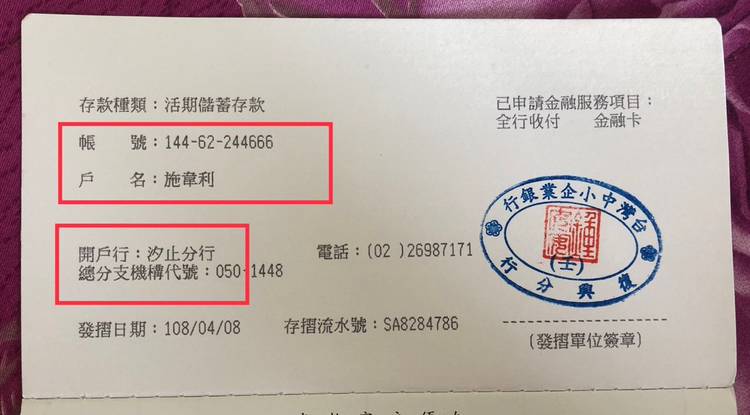 存款種類：活期儲蓄存款
已申請金融服務項目：
全行收付　　金融卡
帳　　號：144-62-244666
戶　　名：施韋利
台灣中小企業銀行
(壬)
復興分行
開戶行：汐止分行
電話：(02 )26987171
總分支機構代號：050-1448
發摺日期：108/04/08
存摺流水號：SA8284786
(發摺單位簽章)